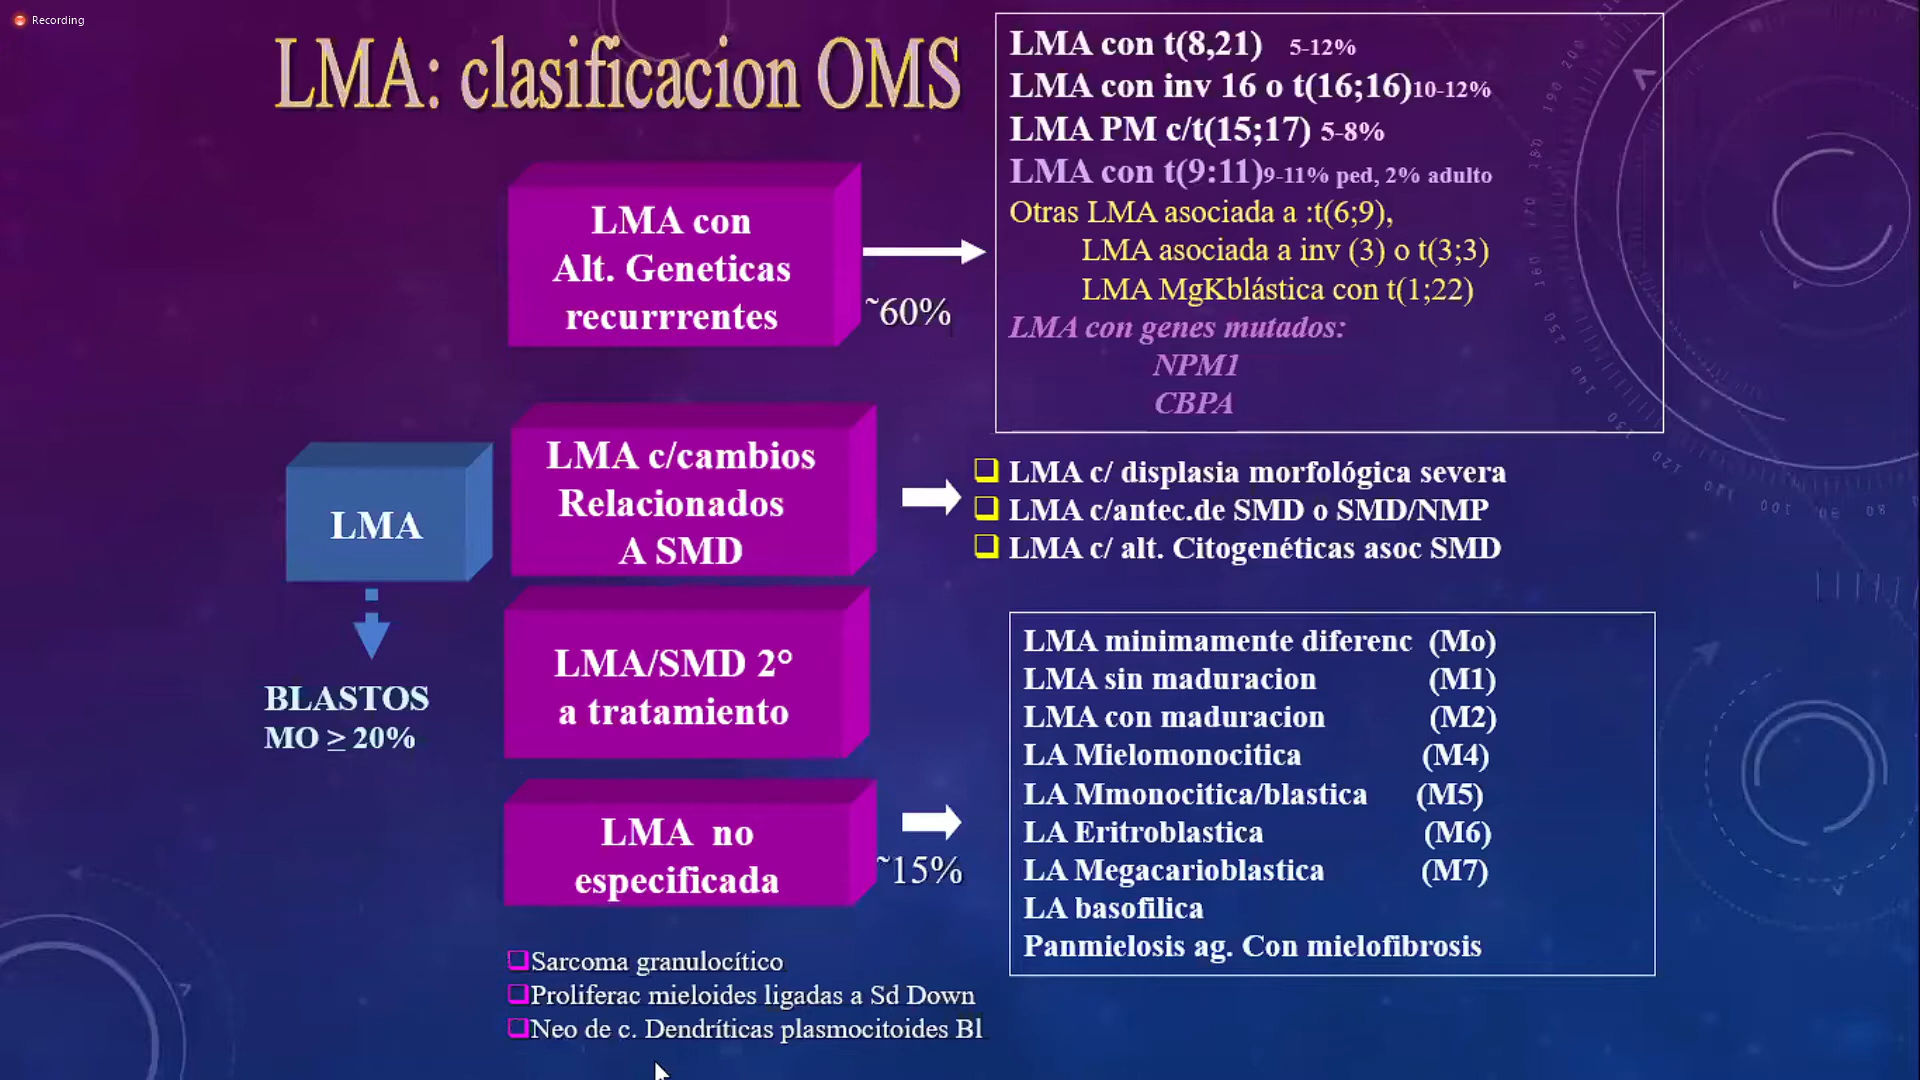 Recording
LMA: clasificacion OMS
LMA con t(8,21) 5-12%
LMA con inv 16 o t(16;16)10-12%
LMA PM c/t(15;17) 5-8%
LMA con t(9:11)9-11% ped, 2% adulto
Otras LMA asociada a :t(6;9),
LMA asociada a inv (3) o t(3;3)
LMA MgKblástica con t(1;22)
LMA con genes mutados:
NPM1
CBPA
LMA con
Alt. Geneticas
recurrrentes
~60%
LMA c/cambios
Relacionados
A SMD
LMA c/ displasia morfológica severa
LMA c/antec.de SMD o SMD/NMP
LMA c/ alt. Citogenéticas asoc SMD
LMA
BLASTOS
MO ≥ 20%
LMA/SMD 2°
a tratamiento
LMA no
especificada
~15%
LMA minimamente diferenc (Mo)
LMA sin maduracion (M1)
LMA con maduracion (M2)
LA Mielomonocitica (M4)
LA Mmonocitica/blastica (M5)
LA Eritroblastica (M6)
LA Megacarioblastica (M7)
LA basofilica
Panmielosis ag. Con mielofibrosis
Sarcoma granulocítico
Proliferac mieloides ligadas a Sd Down
Neo de c. Dendríticas plasmocitoides Bl